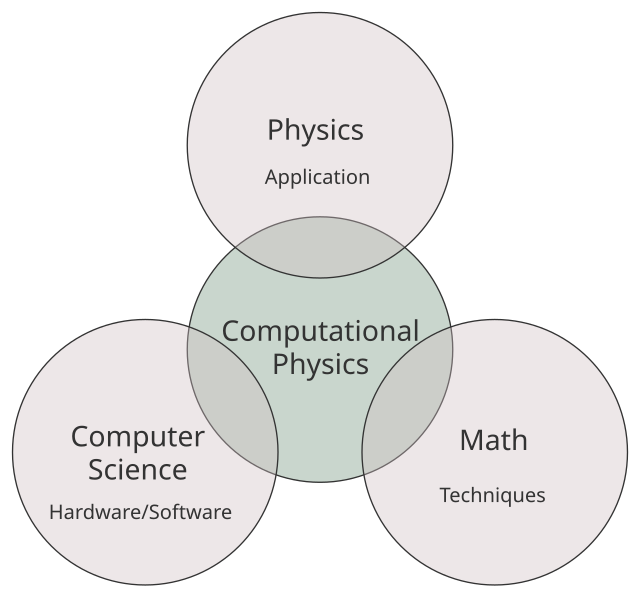 Physics
Application
Computational
Physics
Computer
Science
Hardware/Software
Math
Techniques